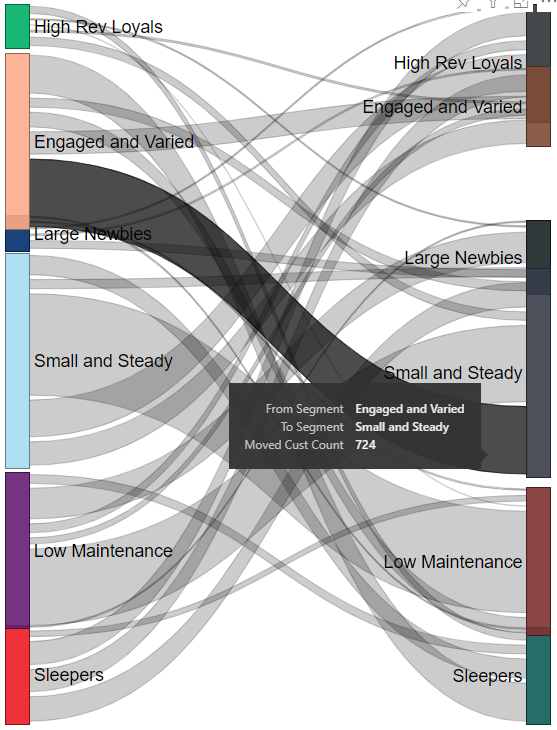 High Rev Loyals
Engaged and Varied
Large Newbies
Small and Steady
Low Maintenance
Sleepers
High Rev Loyals
Engaged and Varied
Large Newbies
Small and Steady
Low Maintenance
Sleepers
From Segment Engaged and Varied
To Segment Small and Steady
Moved Cust Count 724